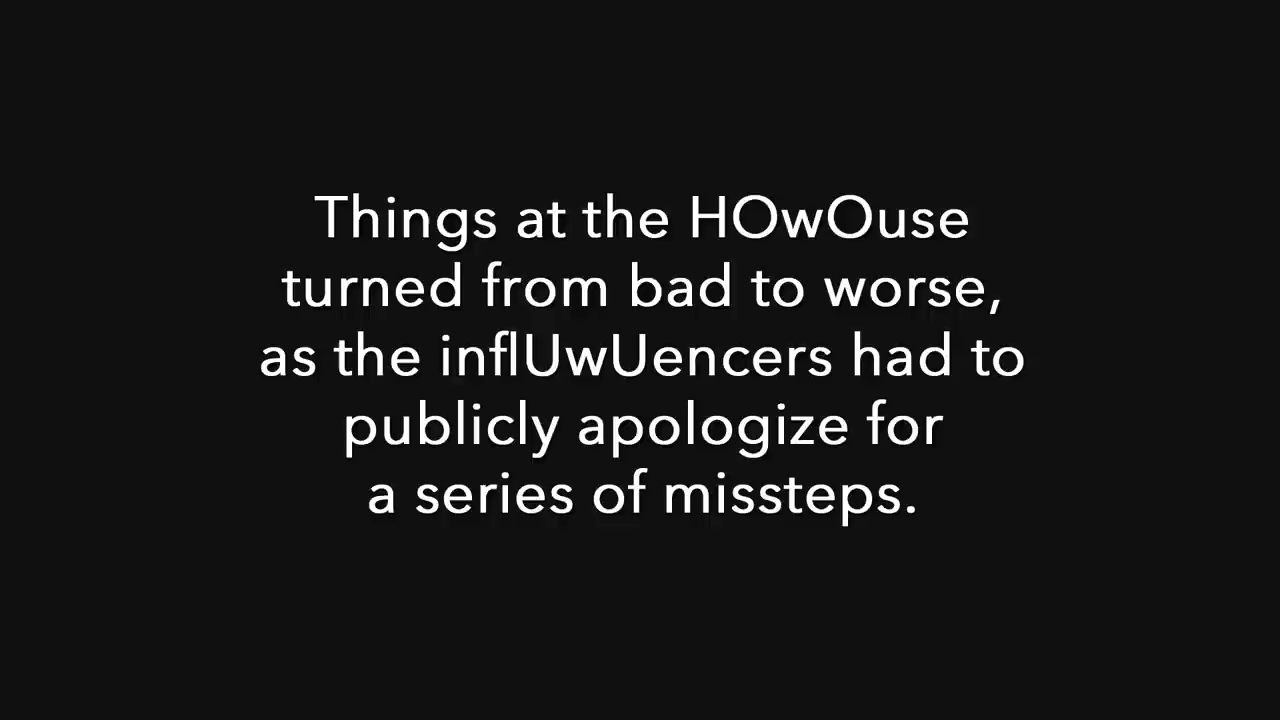 Things at the HOwOuse
turned from bad to worse,
as the inflUwUencers had to
publicly apologize for
a series of missteps.